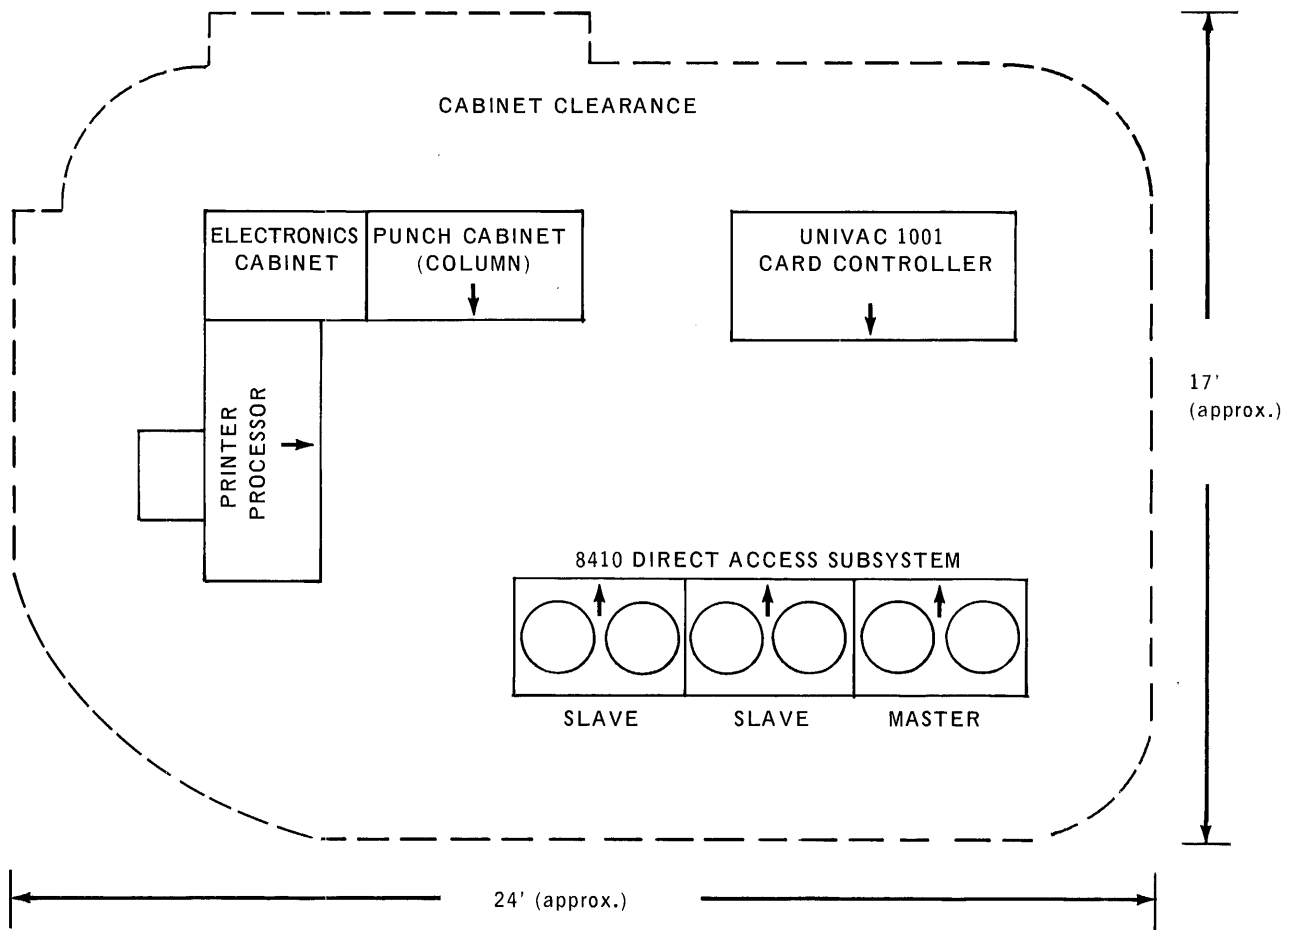 CABINET CLEARANCE
ELECTRONICS
CABINET
PUNCH CABINET
(COLUMN)
UNIVAC 1001
CARD CONTROLLER
17'
(approx.)
PRINTER
PROCESSOR
8410 DIRECT ACCESS SUBSYSTEM
SLAVE
SLAVE
MASTER
24' (approx.)